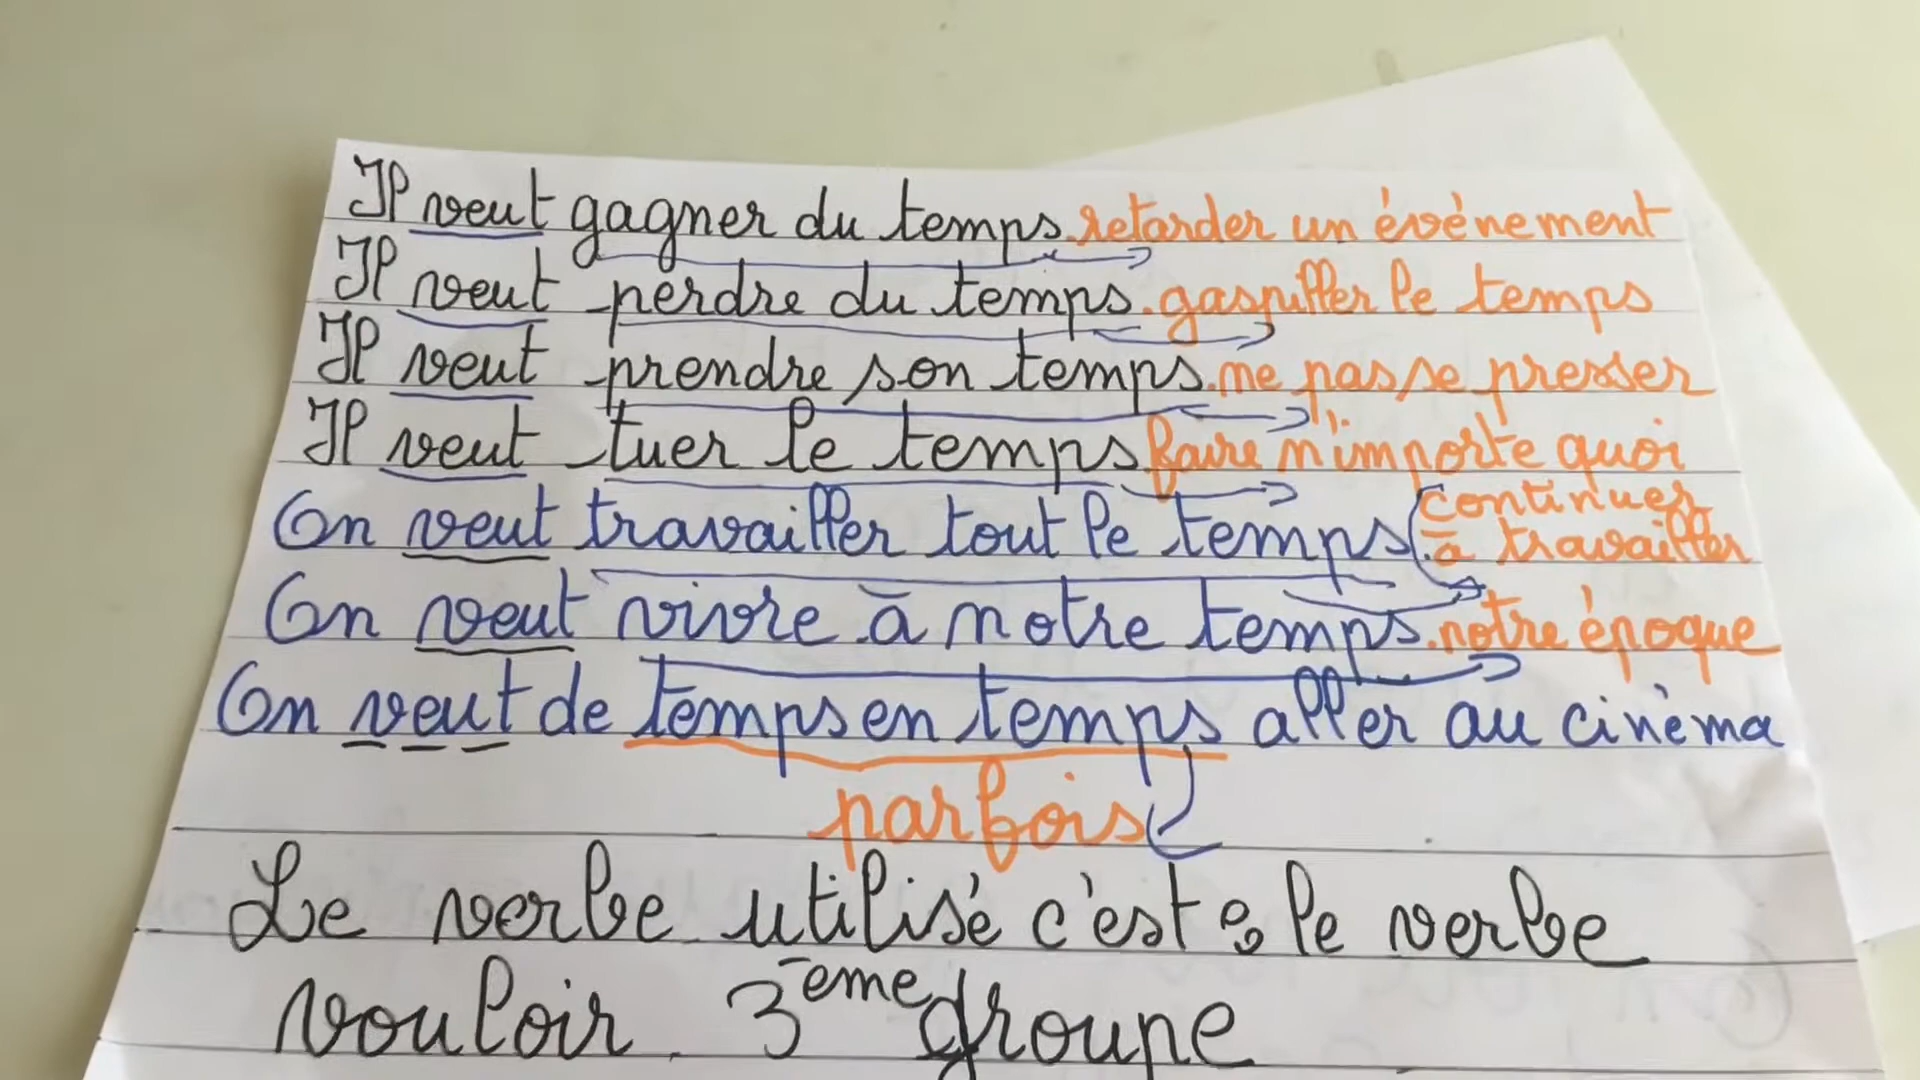 Il veut gagner du temps. retarder un événement
Il veut perdre du temps. gaspiller le temps
Il veut prendre son temps. ne pas se presser
Il veut tuer le temps faire n'importe quoi
On veut travailler tout le temps (continuer
à travailler
On veut vivre à notre temps. notre époque
On veut de temps en temps aller au cinéma
parfois
Le verbe utilisé c'est : le verbe
vouloir. 3ème groupe